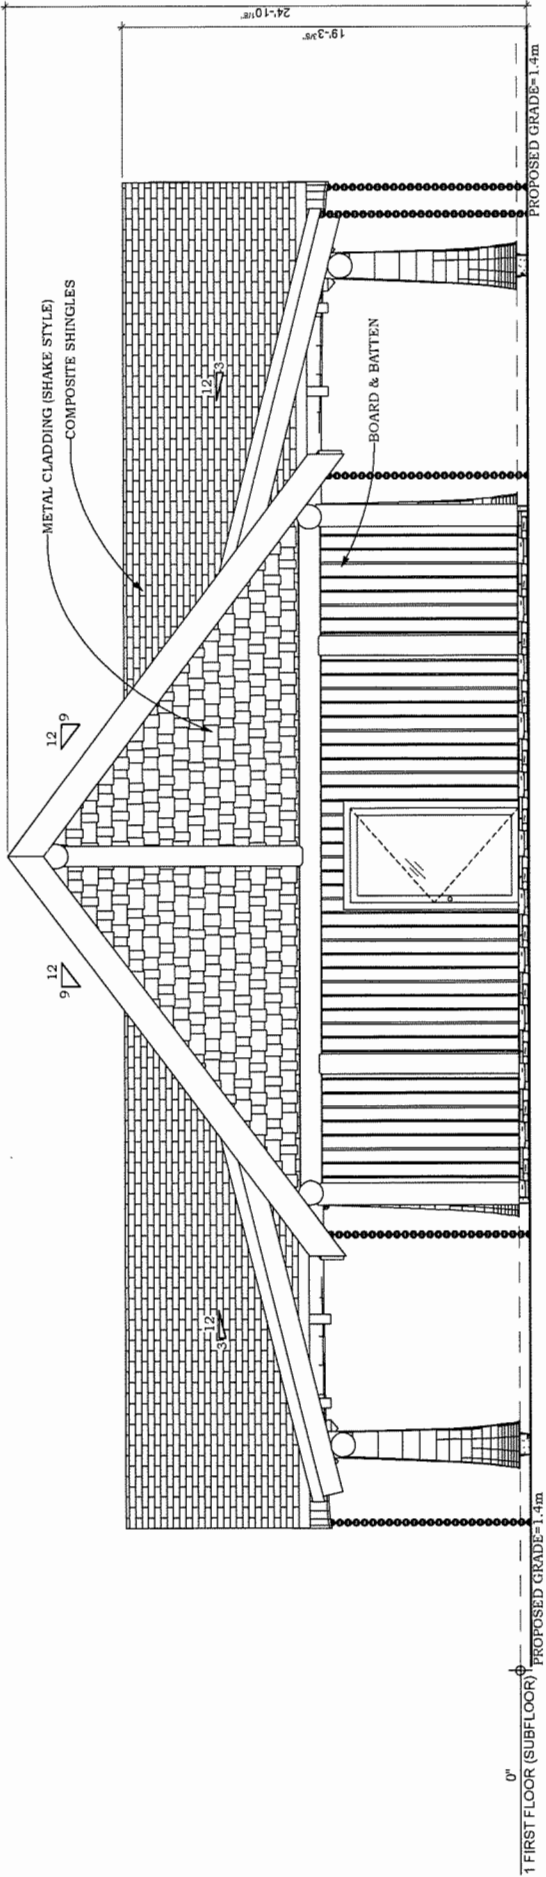 24'-10 1/8"
19'-3 3/8"
METAL CLADDING (SHAKE STYLE)
COMPOSITE SHINGLES
12
9
12
9
12
3
12
3
BOARD & BATTEN
PROPOSED GRADE=1.4m
PROPOSED GRADE=1.4m
0"
1 FIRST FLOOR (SUBFLOOR)